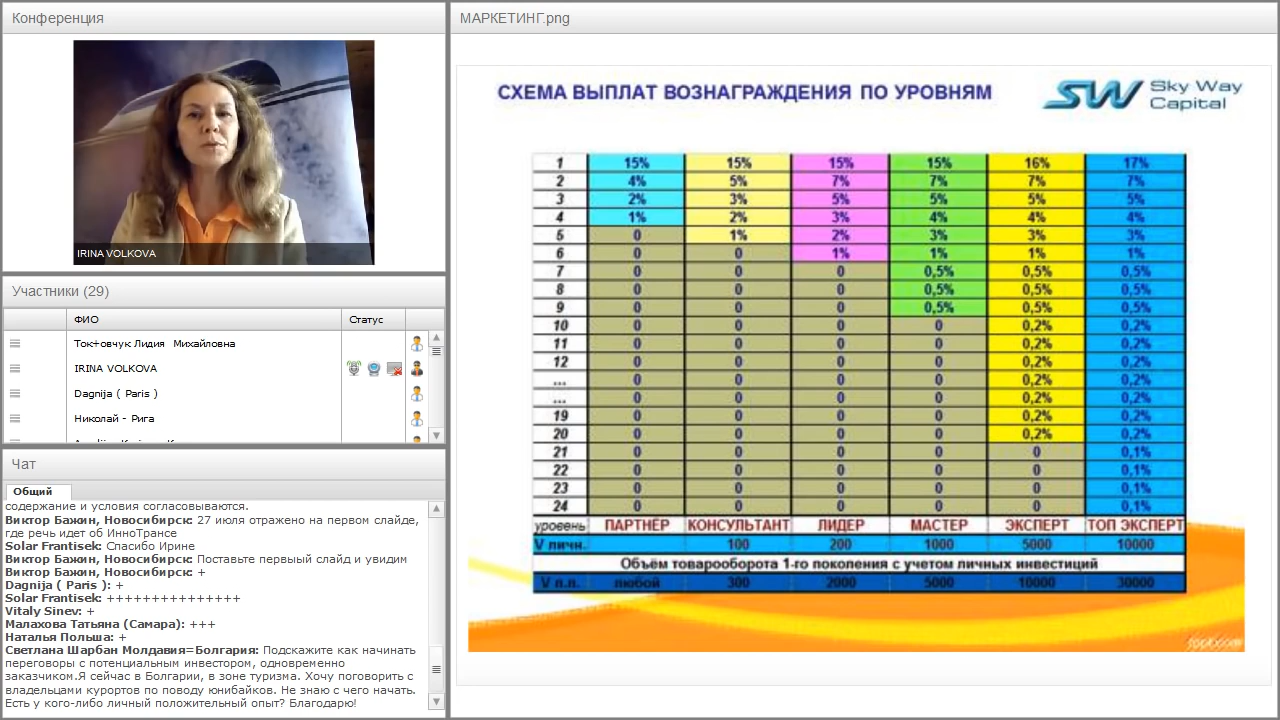 Конференция
IRINA VOLKOVA
Участники (29)
ФИО Статус
Ток+овчук Лидия Михайловна
IRINA VOLKOVA
Dagnija ( Paris )
Николай - Рига
Чат
Общий
содержание и условия согласовываются.
Виктор Бажин, Новосибирск: 27 июля отражено на первом слайде,
где речь идет об ИнноТрансе
Solar Frantisek: Спасибо Ирине
Виктор Бажин, Новосибирск: Поставьте первыый слайд и увидим
Виктор Бажин, Новосибирск: +
Dagnija ( Paris ): +
Solar Frantisek: +++++++++++++++
Vitaly Sinev: +
Малахова Татьяна (Самара): +++
Наталья Польша: +
Светлана Шарбан Молдавия=Болгария: Подскажите как начинать
переговоры с потенциальным инвестором, одновременно
заказчиком.Я сейчас в Болгарии, в зоне туризма. Хочу поговорить с
владельцами курортов по поводу юнибайков. Не знаю с чего начать.
Есть у кого-либо личный положительный опыт? Благодарю!
МАРКЕТИНГ.png
СХЕМА ВЫПЛАТ ВОЗНАГРАЖДЕНИЯ ПО УРОВНЯМ
SW Sky Way
Capital
1 15% 15% 15% 15% 16% 17%
2 4% 5% 7% 7% 7% 7%
3 2% 3% 5% 5% 5% 5%
4 1% 2% 3% 4% 4% 4%
5 0 1% 2% 3% 3% 3%
6 0 0 1% 1% 1% 1%
7 0 0 0 0,5% 0,5% 0,5%
8 0 0 0 0,5% 0,5% 0,5%
9 0 0 0 0,5% 0,5% 0,5%
10 0 0 0 0 0,2% 0,2%
11 0 0 0 0 0,2% 0,2%
12 0 0 0 0 0,2% 0,2%
... 0 0 0 0 0,2% 0,2%
... 0 0 0 0 0,2% 0,2%
19 0 0 0 0 0,2% 0,2%
20 0 0 0 0 0,2% 0,2%
21 0 0 0 0 0 0,1%
22 0 0 0 0 0 0,1%
23 0 0 0 0 0 0,1%
24 0 0 0 0 0 0,1%
уровень ПАРТНЁР КОНСУЛЬТАНТ ЛИДЕР МАСТЕР ЭКСПЕРТ ТОП ЭКСПЕРТ
V личн. 100 200 1000 5000 10000
Объём товарооборота 1-го поколения с учетом личных инвестиций
V п.п. любой 300 2000 5000 10000 30000